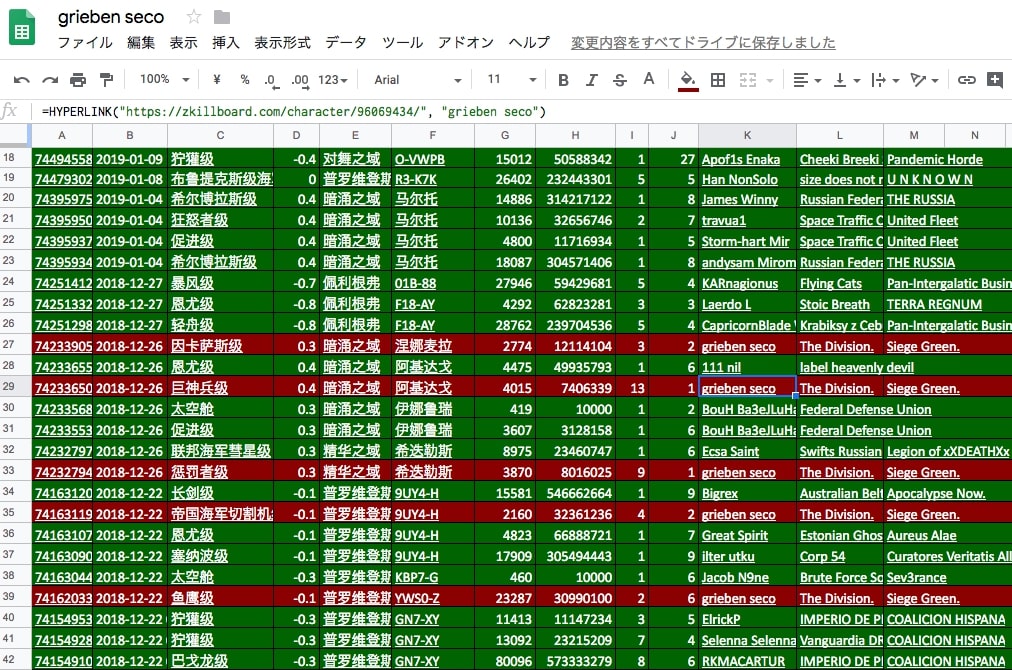 grieben seco
ファイル 編集 表示 挿入 表示形式 データ ツール アドオン ヘルプ 変更内容をすべてドライブに保存しました
100% ¥ % .0 .00 123 Arial 11 B I S A
fx =HYPERLINK("https://zkillboard.com/character/96069434/", "grieben seco")
A B C D E F G H I J K L M N
18 74494558 2019-01-09 狞獾级 -0.4 对舞之域 O-VWPB 15012 50588342 1 27 Apof1s Enaka Cheeki Breeki Pandemic Horde
19 74479302 2019-01-08 布鲁提克斯级海 0 普罗维登斯 R3-K7K 26402 232443301 5 5 Han NonSolo size does not r U N K N O W N
20 74395975 2019-01-04 希尔博拉斯级 0.4 暗涌之域 马尔托 14886 314217122 1 8 James Winny Russian Federa THE RUSSIA
21 74395950 2019-01-04 狂怒者级 0.4 暗涌之域 马尔托 10136 32656746 2 7 travua1 Space Traffic C United Fleet
22 74395937 2019-01-04 促进级 0.4 暗涌之域 马尔托 4800 11716934 1 5 Storm-hart Mir Space Traffic C United Fleet
23 74395934 2019-01-04 希尔博拉斯级 0.4 暗涌之域 马尔托 18087 304571406 1 8 andysam Mirom Russian Federa THE RUSSIA
24 74251412 2018-12-27 暴风级 -0.7 佩利根弗 01B-88 27946 59429681 5 4 KARnagionus Flying Cats Pan-Intergalatic Busin
25 74251332 2018-12-27 恩尤级 -0.8 佩利根弗 F18-AY 4292 62823281 3 3 Laerdo L Stoic Breath TERRA REGNUM
26 74251298 2018-12-27 轻舟级 -0.8 佩利根弗 F18-AY 28762 239704536 5 4 CapricornBlade Krabiksy z Ceb Pan-Intergalatic Busin
27 74233905 2018-12-26 因卡萨斯级 0.3 暗涌之域 涅娜麦拉 2774 12114104 3 2 grieben seco The Division. Siege Green.
28 74233655 2018-12-26 恩尤级 0.4 暗涌之域 阿基达戈 4475 49935793 1 6 111 nil label heavenly devil
29 74233650 2018-12-26 巨神兵级 0.4 暗涌之域 阿基达戈 4015 7406339 13 1 grieben seco The Division. Siege Green.
30 74233568 2018-12-26 太空舱 0.3 暗涌之域 伊娜鲁瑞 419 10000 1 2 BouH Ba3eJLuHa Federal Defense Union
31 74233553 2018-12-26 促进级 0.3 暗涌之域 伊娜鲁瑞 3607 3128158 1 6 BouH Ba3eJLuHa Federal Defense Union
32 74232797 2018-12-26 联邦海军彗星级 0.3 精华之域 希迭勒斯 8975 23460747 1 6 Ecsa Saint Swifts Russian Legion of xXDEATHXx
33 74232794 2018-12-26 惩罚者级 0.3 精华之域 希迭勒斯 3870 8016025 9 1 grieben seco The Division. Siege Green.
34 74163120 2018-12-22 长剑级 -0.1 普罗维登斯 9UY4-H 15581 546662664 1 9 Bigrex Australian Belt Apocalypse Now.
35 74163119 2018-12-22 帝国海军切割机 -0.1 普罗维登斯 9UY4-H 2160 32361236 4 2 grieben seco The Division. Siege Green.
36 74163107 2018-12-22 恩尤级 -0.1 普罗维登斯 9UY4-H 4823 66888721 1 7 Great Spirit Estonian Ghos Aureus Alae
37 74163090 2018-12-22 塞纳波级 -0.1 普罗维登斯 9UY4-H 17909 305494443 1 9 ilter utku Corp 54 Curatores Veritatis All
38 74163044 2018-12-22 太空舱 -0.3 普罗维登斯 KBP7-G 460 10000 1 6 Jacob N9ne Brute Force So Sev3rance
39 74162033 2018-12-22 鱼鹰级 -0.1 普罗维登斯 YWS0-Z 23287 30990100 2 6 grieben seco The Division. Siege Green.
40 74154953 2018-12-22 狞獾级 -0.3 普罗维登斯 GN7-XY 11413 11147234 3 5 ElrickP IMPERIO DE P COALICION HISPANA
41 74154928 2018-12-22 狞獾级 -0.3 普罗维登斯 GN7-XY 13092 23215209 7 4 Selenna Selenna Vanguardia DR COALICION HISPANA
42 74154910 2018-12-22 巴戈龙级 -0.3 普罗维登斯 GN7-XY 80096 573333279 8 6 RKMACARTUR IMPERIO DE P COALICION HISPANA